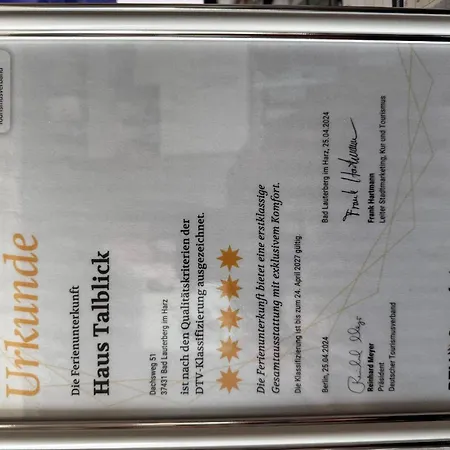 Tourismusverband
Urkunde
Die Ferienunterkunft
Haus Talblick
Dachsweg 51
37431 Bad Lauterberg im Harz
ist nach den Qualitätskriterien der
DTV-Klassifizierung ausgezeichnet.
Die Ferienunterkunft bietet eine erstklassige
Gesamtausstattung mit exklusivem Komfort.
Die Klassifizierung ist bis zum 24. April 2027 gültig.
Berlin, 25.04.2024
Reinhard Meyer
Präsident
Deutscher Tourismusverband
Bad Lauterberg im Harz, 25.04.2024
Frank Hartmann
Frank Hartmann
Leiter Stadtmarketing, Kur und Tourismus